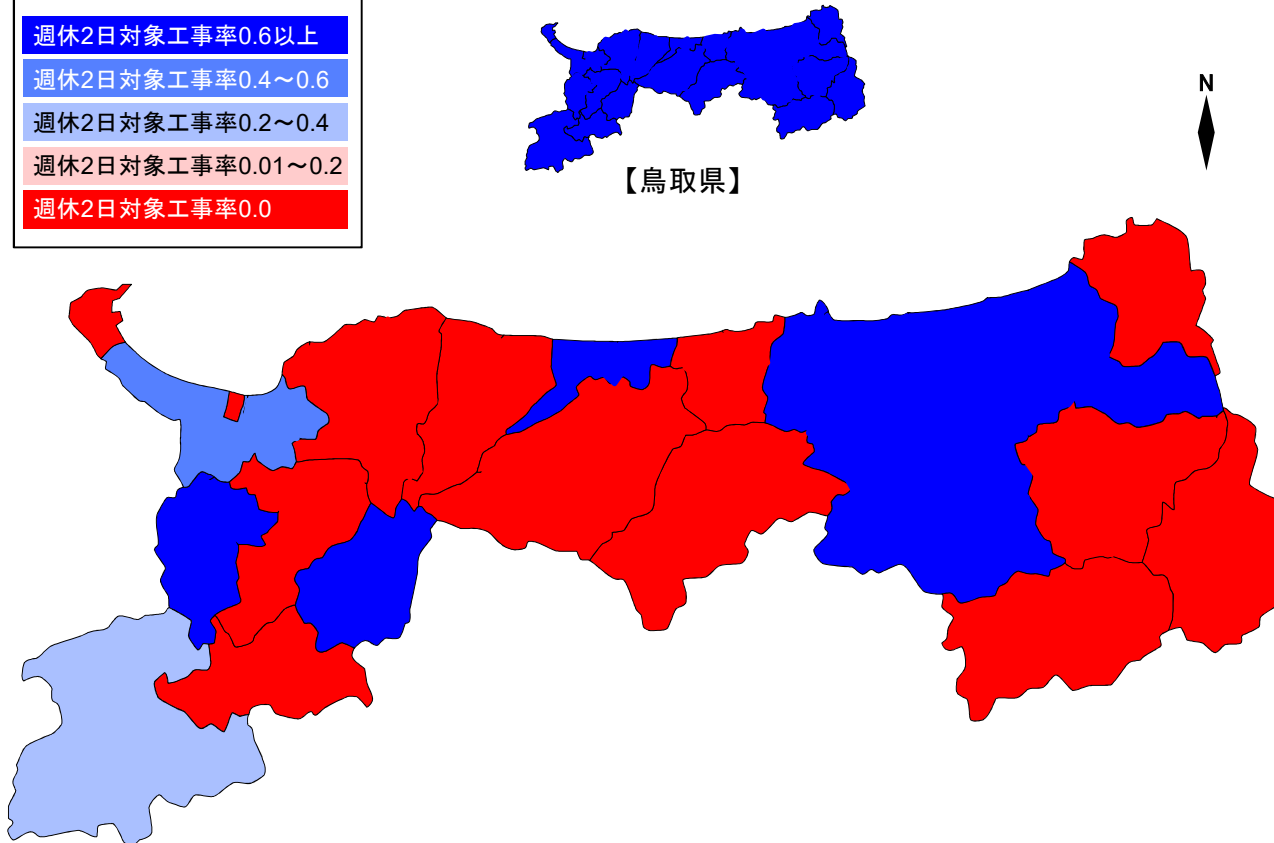 週休2日対象工事率0.6以上
週休2日対象工事率0.4～0.6
週休2日対象工事率0.2～0.4
週休2日対象工事率0.01～0.2
週休2日対象工事率0.0
N
【鳥取県】